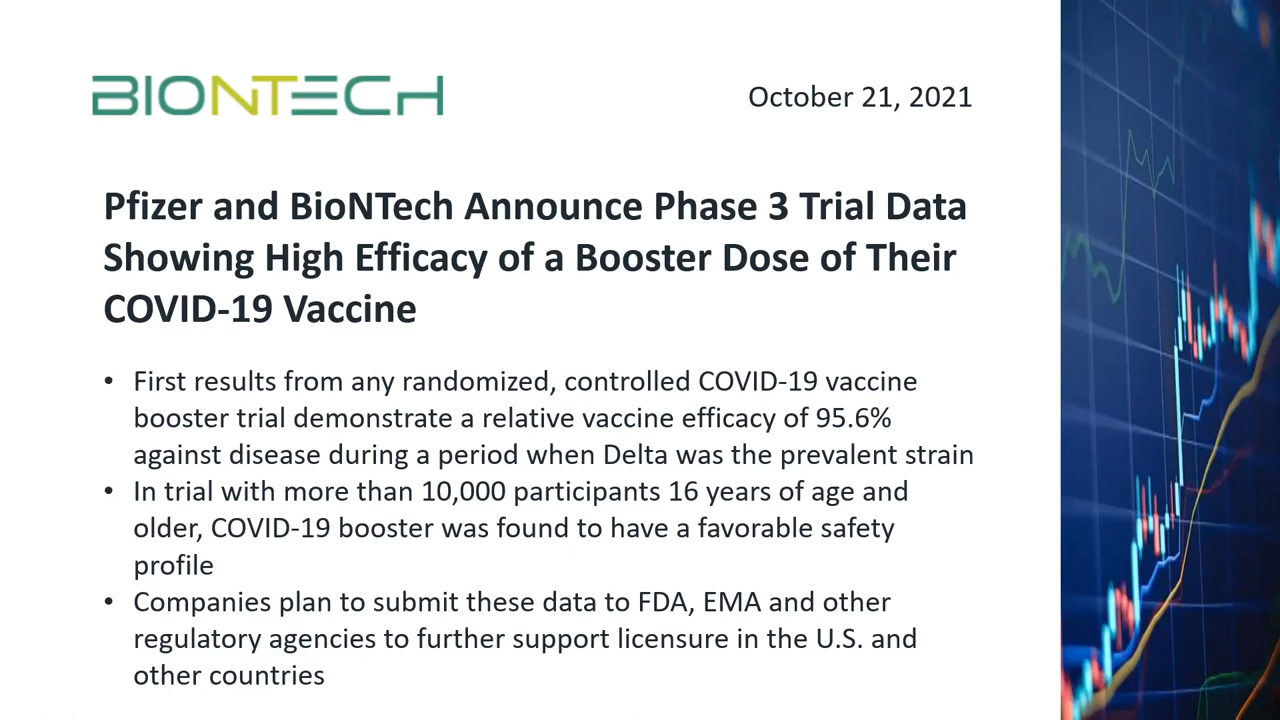 BIONTECH
October 21, 2021
Pfizer and BioNTech Announce Phase 3 Trial Data
Showing High Efficacy of a Booster Dose of Their
COVID-19 Vaccine
• First results from any randomized, controlled COVID-19 vaccine
booster trial demonstrate a relative vaccine efficacy of 95.6%
against disease during a period when Delta was the prevalent strain
• In trial with more than 10,000 participants 16 years of age and
older, COVID-19 booster was found to have a favorable safety
profile
• Companies plan to submit these data to FDA, EMA and other
regulatory agencies to further support licensure in the U.S. and
other countries